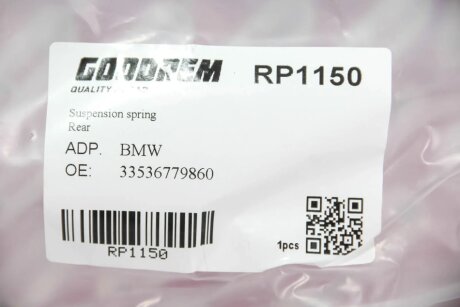 GOODREM RP1150
QUALITY
Suspension spring
Rear
ADP. BMW
OE: 33536779860
1pcs
RP1150